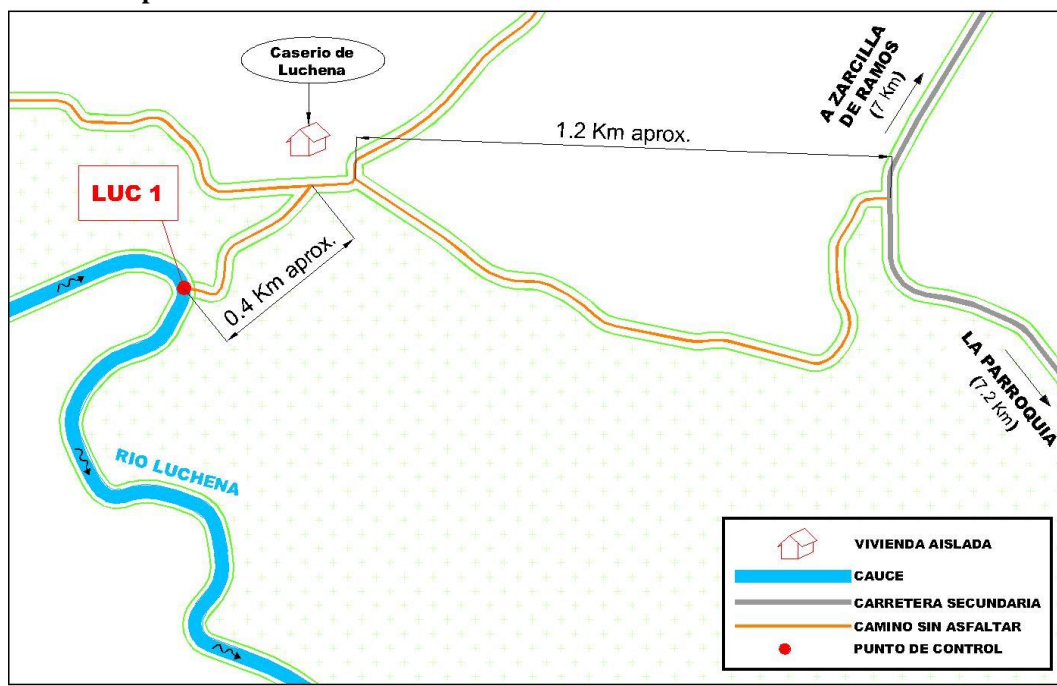 Caserio de
Luchena
A ZARCILLA
DE RAMOS
(7 Km)
1.2 Km aprox.
LUC 1
0.4 Km aprox.
LA PARROQUIA
(7.2 Km)
RIO LUCHENA
VIVIENDA AISLADA
CAUCE
CARRETERA SECUNDARIA
CAMINO SIN ASFALTAR
PUNTO DE CONTROL